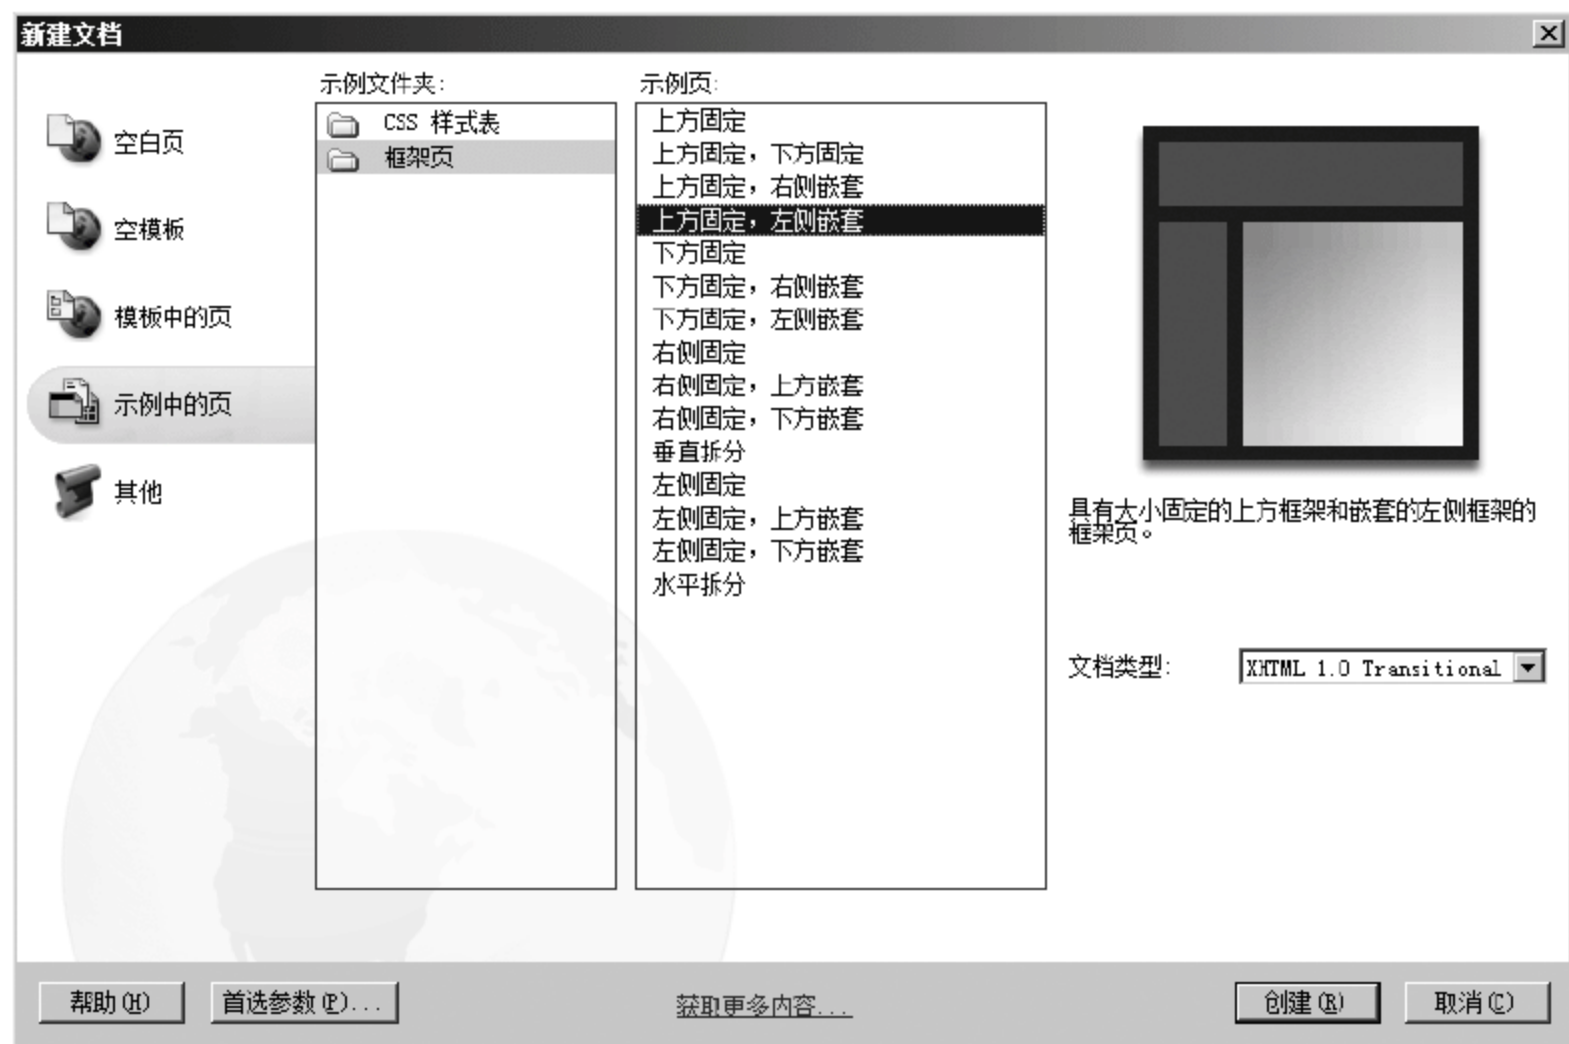 新建文档
空白页
空模板
模板中的页
示例中的页
其他
示例文件夹:
CSS 样式表
框架页
示例页:
上方固定
上方固定，下方固定
上方固定，右侧嵌套
上方固定，左侧嵌套
下方固定
下方固定，右侧嵌套
下方固定，左侧嵌套
右侧固定
右侧固定，上方嵌套
右侧固定，下方嵌套
垂直拆分
左侧固定
左侧固定，上方嵌套
左侧固定，下方嵌套
水平拆分
具有大小固定的上方框架和嵌套的左侧框架的
框架页。
文档类型: XHTML 1.0 Transitional
帮助(H) 首选参数(P)... 获取更多内容... 创建(R) 取消(C)